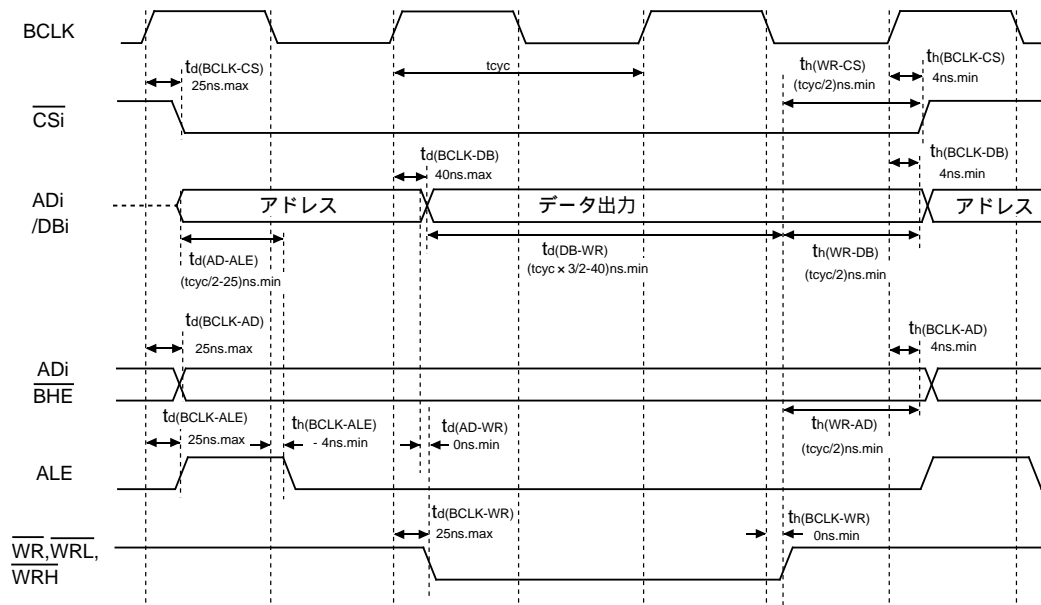 BCLK
td(BCLK-CS)
25ns.max
tcyc
th(WR-CS)
(tcyc/2)ns.min
th(BCLK-CS)
4ns.min
CSi
td(BCLK-DB)
40ns.max
th(BCLK-DB)
4ns.min
ADi
/DBi
アドレス
データ出力
アドレス
td(AD-ALE)
(tcyc/2-25)ns.min
td(DB-WR)
(tcyc×3/2-40)ns.min
th(WR-DB)
(tcyc/2)ns.min
td(BCLK-AD)
25ns.max
th(BCLK-AD)
4ns.min
ADi
BHE
td(BCLK-ALE)
25ns.max
th(BCLK-ALE)
- 4ns.min
td(AD-WR)
0ns.min
th(WR-AD)
(tcyc/2)ns.min
ALE
td(BCLK-WR)
25ns.max
th(BCLK-WR)
0ns.min
WR,WRL,
WRH